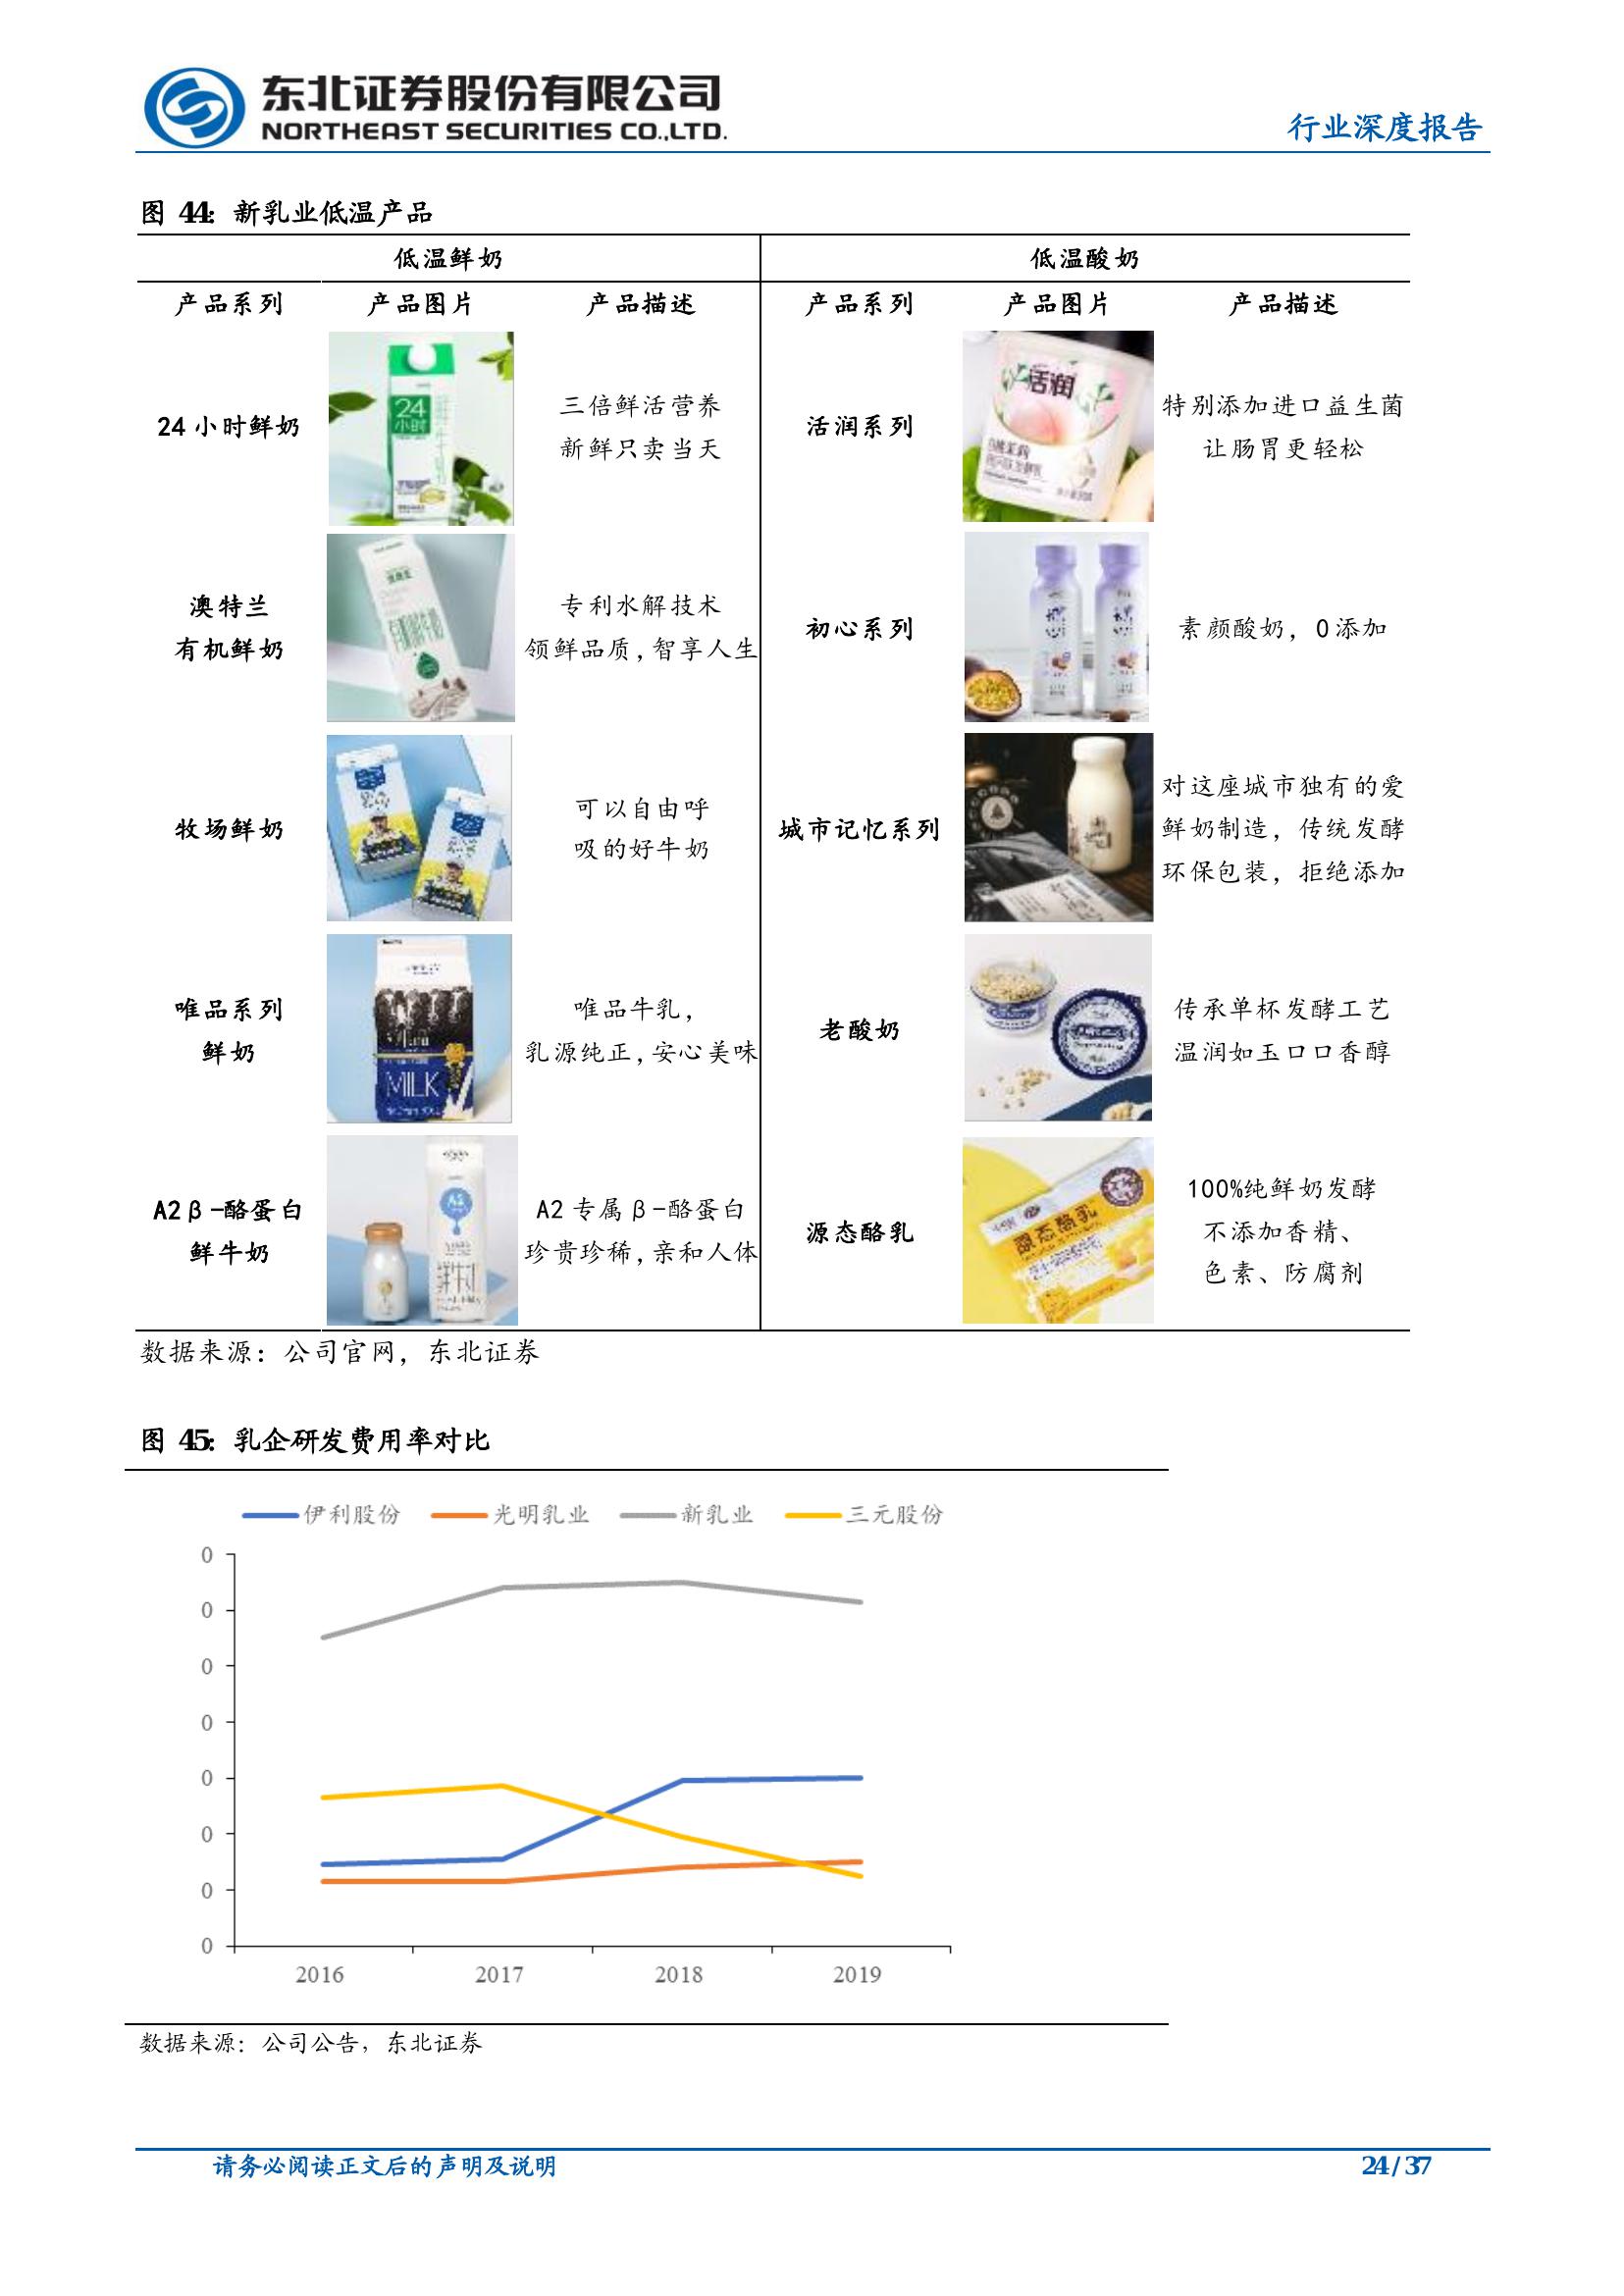 东北证券股份有限公司
NORTHEAST SECURITIES CO.,LTD.
行业深度报告
图 44：新乳业低温产品
低温鲜奶 低温酸奶
产品系列 产品图片 产品描述 产品系列 产品图片 产品描述
24 小时鲜奶
24
小时
三倍鲜活营养
新鲜只卖当天
活润系列
活润
特别添加进口益生菌
让肠胃更轻松
澳特兰
有机鲜奶
专利水解技术
领鲜品质，智享人生
初心系列
素颜酸奶，0 添加
牧场鲜奶
可以自由呼
吸的好牛奶
城市记忆系列
对这座城市独有的爱
鲜奶制造，传统发酵
环保包装，拒绝添加
唯品系列
鲜奶
MILK
唯品牛乳，
乳源纯正，安心美味
老酸奶
传承单杯发酵工艺
温润如玉口口香醇
A2β-酪蛋白
鲜牛奶
A2
鲜牛乳
A2 专属β-酪蛋白
珍贵珍稀，亲和人体
源态酪乳
源态酪乳
100%纯鲜奶发酵
不添加香精、
色素、防腐剂
数据来源：公司官网，东北证券
图 45：乳企研发费用率对比
伊利股份 光明乳业 新乳业 三元股份
0
0
0
0
0
0
0
0
2016 2017 2018 2019
数据来源：公司公告，东北证券
请务必阅读正文后的声明及说明 24 / 37